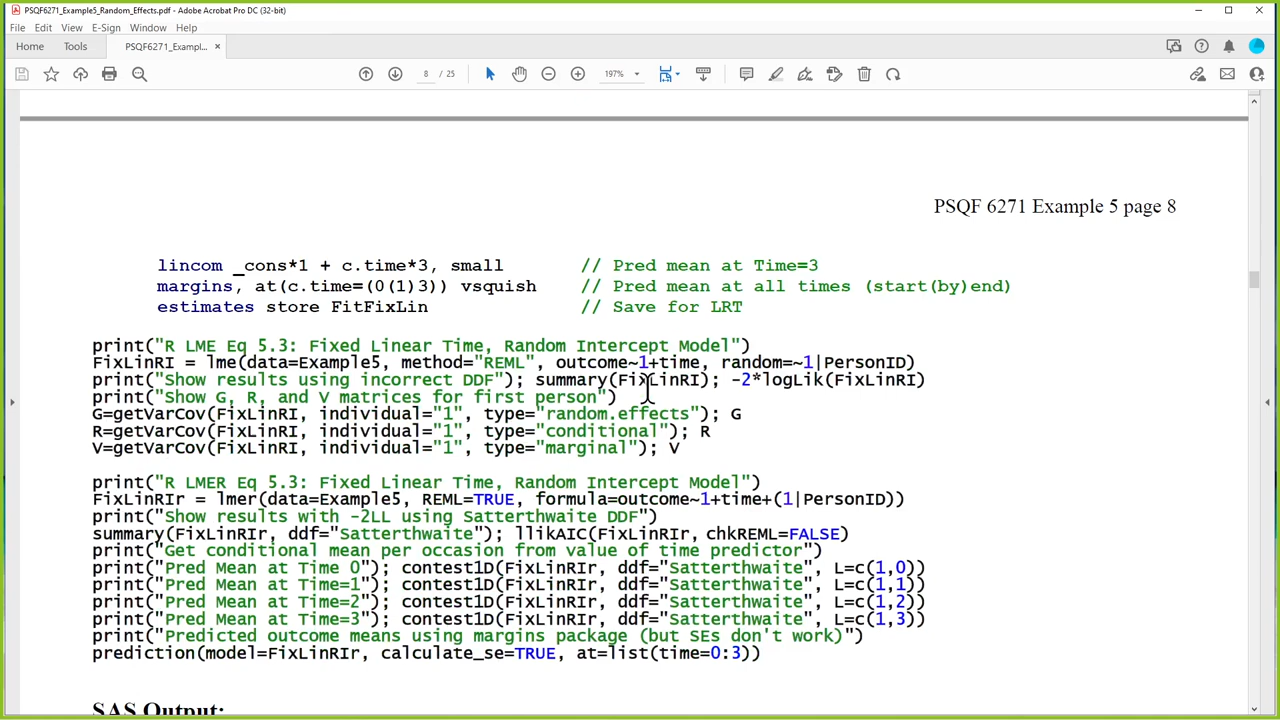 PSQF6271_Example5_Random_Effects.pdf - Adobe Acrobat Pro DC (32-bit)
File Edit View E-Sign Window Help
Home Tools PSQF6271_Exampl... ×
8 / 25 197%
PSQF 6271 Example 5 page 8
lincom _cons*1 + c.time*3, small // Pred mean at Time=3
margins, at(c.time=(0(1)3)) vsquish // Pred mean at all times (start(by)end)
estimates store FitFixLin // Save for LRT
print("R LME Eq 5.3: Fixed Linear Time, Random Intercept Model")
FixLinRI = lme(data=Example5, method="REML", outcome~1+time, random=~1|PersonID)
print("Show results using incorrect DDF"); summary(FixLinRI); -2*logLik(FixLinRI)
print("Show G, R, and V matrices for first person")
G=getVarCov(FixLinRI, individual="1", type="random.effects"); G
R=getVarCov(FixLinRI, individual="1", type="conditional"); R
V=getVarCov(FixLinRI, individual="1", type="marginal"); V
print("R LMER Eq 5.3: Fixed Linear Time, Random Intercept Model")
FixLinRIr = lmer(data=Example5, REML=TRUE, formula=outcome~1+time+(1|PersonID))
print("Show results with -2LL using Satterthwaite DDF")
summary(FixLinRIr, ddf="Satterthwaite"); llikAIC(FixLinRIr, chkREML=FALSE)
print("Get conditional mean per occasion from value of time predictor")
print("Pred Mean at Time 0"); contest1D(FixLinRIr, ddf="Satterthwaite", L=c(1,0))
print("Pred Mean at Time=1"); contest1D(FixLinRIr, ddf="Satterthwaite", L=c(1,1))
print("Pred Mean at Time=2"); contest1D(FixLinRIr, ddf="Satterthwaite", L=c(1,2))
print("Pred Mean at Time=3"); contest1D(FixLinRIr, ddf="Satterthwaite", L=c(1,3))
print("Predicted outcome means using margins package (but SEs don't work)")
prediction(model=FixLinRIr, calculate_se=TRUE, at=list(time=0:3))
SAS Output: